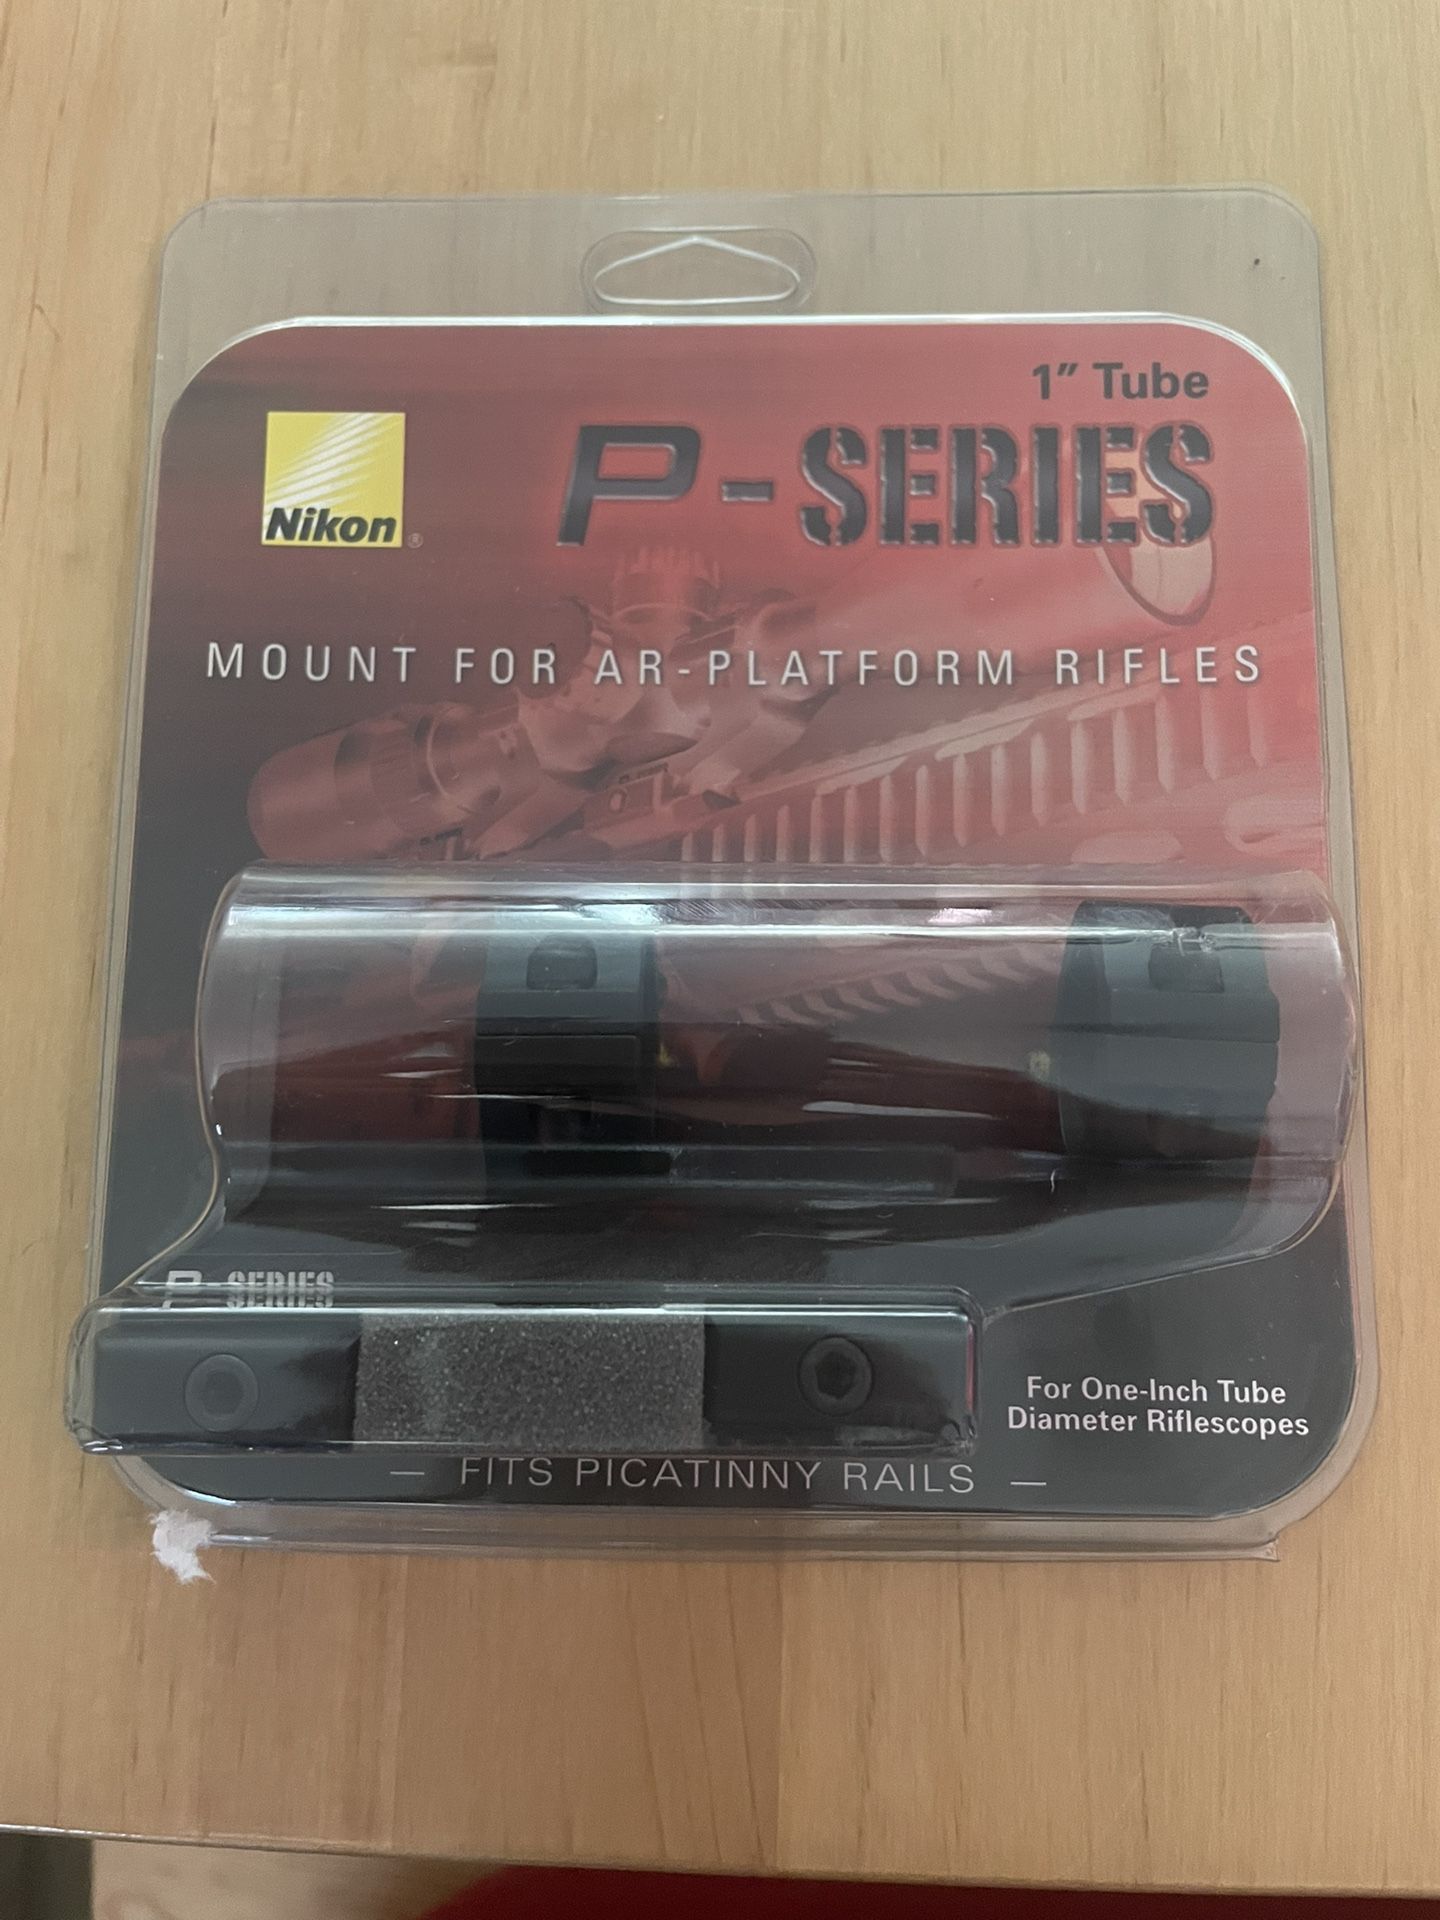 1" Tube
Nikon®
P-SERIES
MOUNT FOR AR-PLATFORM RIFLES
P-SERIES
For One-Inch Tube
Diameter Riflescopes
— FITS PICATINNY RAILS —